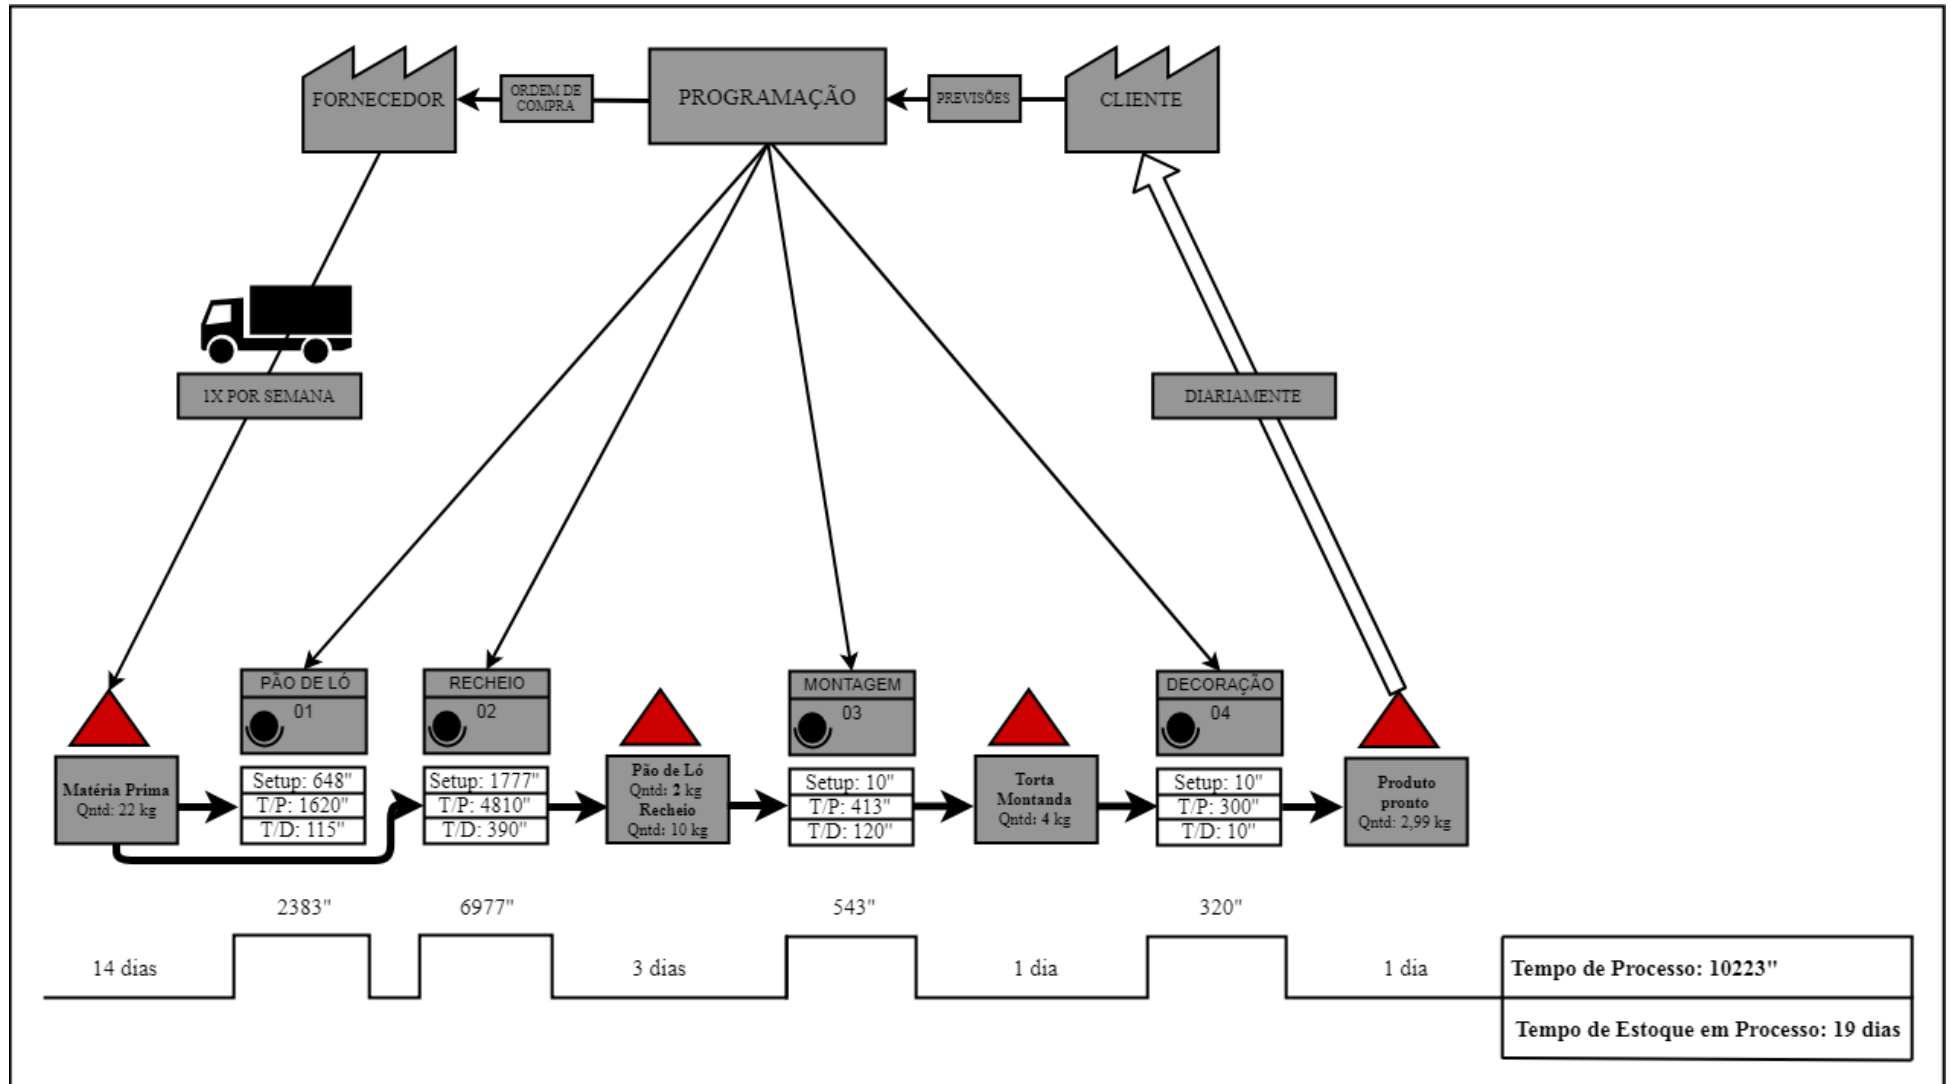 FORNECEDOR
ORDEM DE
COMPRA
PROGRAMAÇÃO
PREVISÕES
CLIENTE
1X POR SEMANA
DIARIAMENTE
PÃO DE LÓ
01
RECHEIO
02
MONTAGEM
03
DECORAÇÃO
04
Matéria Prima
Qntd: 22 kg
Setup: 648"
T/P: 1620"
T/D: 115"
Setup: 1777"
T/P: 4810"
T/D: 390"
Pão de Ló
Qntd: 2 kg
Recheio
Qntd: 10 kg
Setup: 10"
T/P: 413"
T/D: 120"
Torta
Montanda
Qntd: 4 kg
Setup: 10"
T/P: 300"
T/D: 10"
Produto
pronto
Qntd: 2,99 kg
2383"
6977"
543"
320"
14 dias
3 dias
1 dia
1 dia
Tempo de Processo: 10223"
Tempo de Estoque em Processo: 19 dias